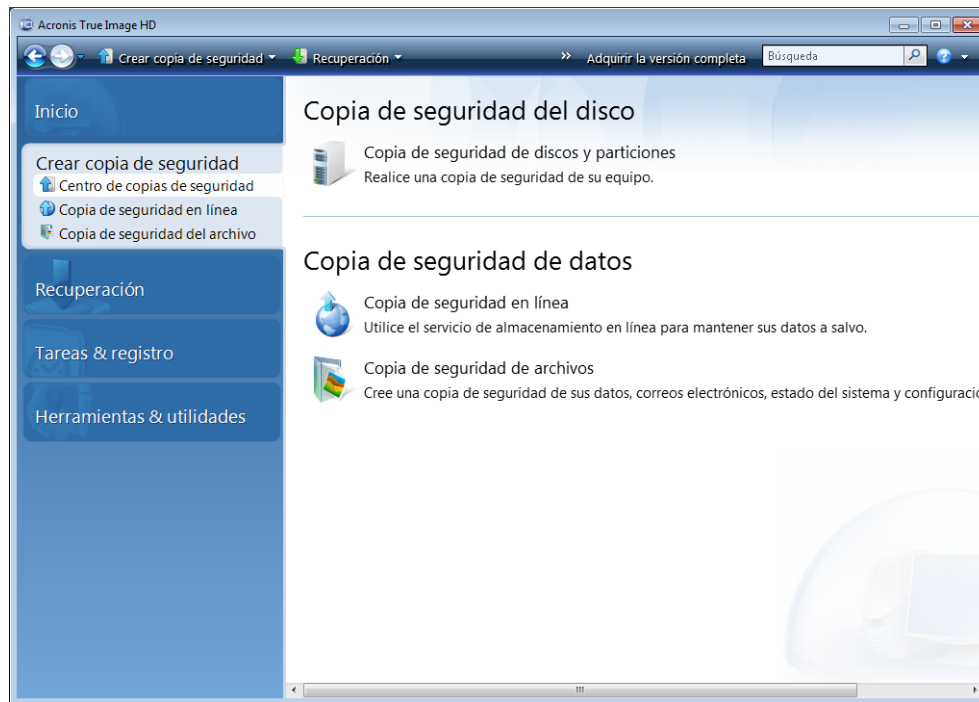 Acronis True Image HD
Crear copia de seguridad
Recuperación
»
Adquirir la versión completa
Búsqueda
Inicio
Crear copia de seguridad
Centro de copias de seguridad
Copia de seguridad en línea
Copia de seguridad del archivo
Recuperación
Tareas & registro
Herramientas & utilidades
Copia de seguridad del disco
Copia de seguridad de discos y particiones
Realice una copia de seguridad de su equipo.
Copia de seguridad de datos
Copia de seguridad en línea
Utilice el servicio de almacenamiento en línea para mantener sus datos a salvo.
Copia de seguridad de archivos
Cree una copia de seguridad de sus datos, correos electrónicos, estado del sistema y configuració